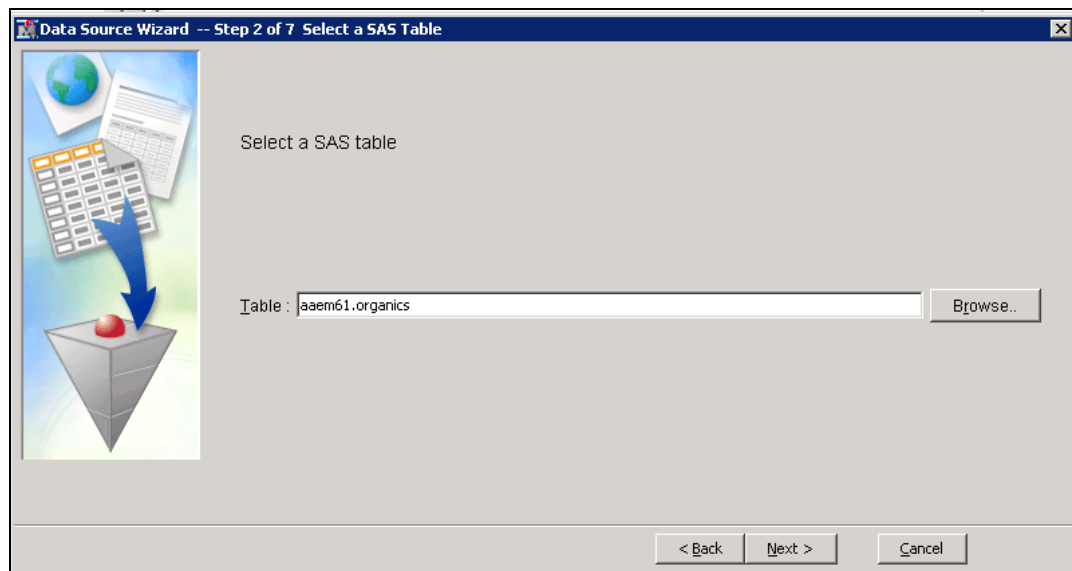 Data Source Wizard -- Step 2 of 7 Select a SAS Table
Select a SAS table
Table : aaem61.organics
Browse..
< Back
Next >
Cancel